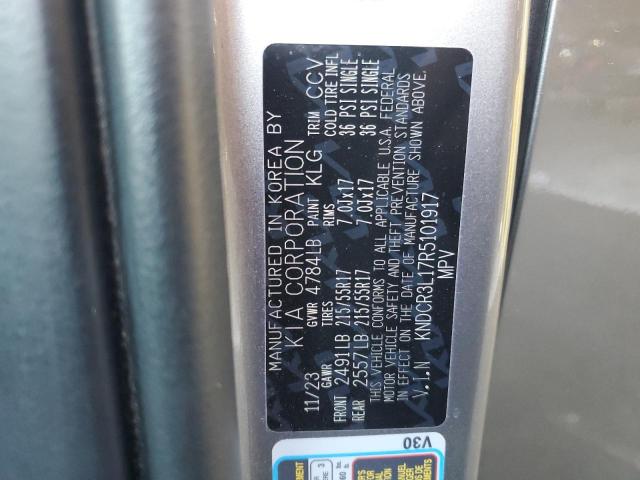 MANUFACTURED IN KOREA BY
KIA CORPORATION
11/23 GVWR 4784LB PAINT KLG TRIM CCV
GAWR TIRES RIMS COLD TIRE INFL
FRONT 2491LB 215/55R17 7.0Jx17 36 PSI SINGLE
REAR 2557LB 215/55R17 7.0Jx17 36 PSI SINGLE
THIS VEHICLE CONFORMS TO ALL APPLICABLE U.S.A. FEDERAL
MOTOR VEHICLE SAFETY AND THEFT PREVENTION STANDARDS
IN EFFECT ON THE DATE OF MANUFACTURE SHOWN ABOVE.
V.I.N KNDCR3L17R5101917
MPV
V30